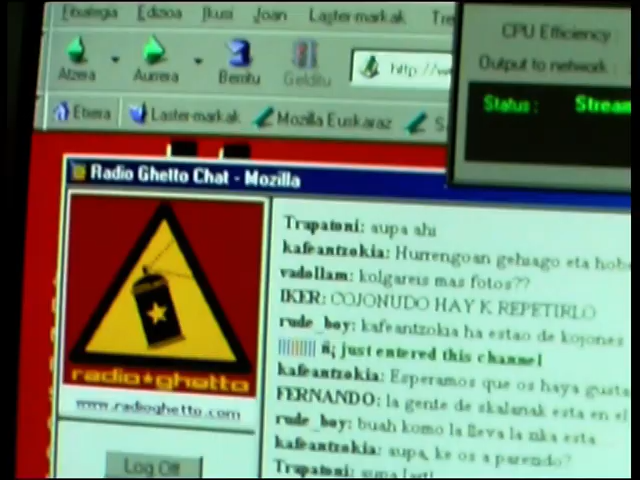 Fitxategia Edizioa Ikusi Joan Laster-markak Tre
Atzera Aurrera Berritu Gelditu http://w
Etxera Laster-markak Mozilla Euskaraz S
CPU Efficiency
Output to network :
Status : Stream
Radio Ghetto Chat - Mozilla
radio ghetto
www.radioghetto.com
Log Off
Trapatoni: aupa ahi
kafeantzokia: Hurrengoan gehiago eta hobe
vadollam: kolgareis mas fotos??
IKER: COJONUDO HAY K REPETIRLO
rude_boy: kafeantzokia ha estao de kojones
just entered this channel
kafeantzokia: Esperamos que os haya gusta
FERNANDO: la gente de skalanak esta en el
rude_boy: buah komo la lleva la nka esta...
kafeantzokia: aupa, ke os a parendo?
Trapatoni: